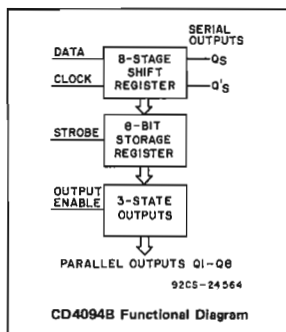 SERIAL
OUTPUTS
DATA
8-STAGE
SHIFT
REGISTER
QS
CLOCK
Q'S
STROBE
8-BIT
STORAGE
REGISTER
OUTPUT
ENABLE
3-STATE
OUTPUTS
PARALLEL OUTPUTS Q1-Q8
92CS-24564
CD4094B Functional Diagram